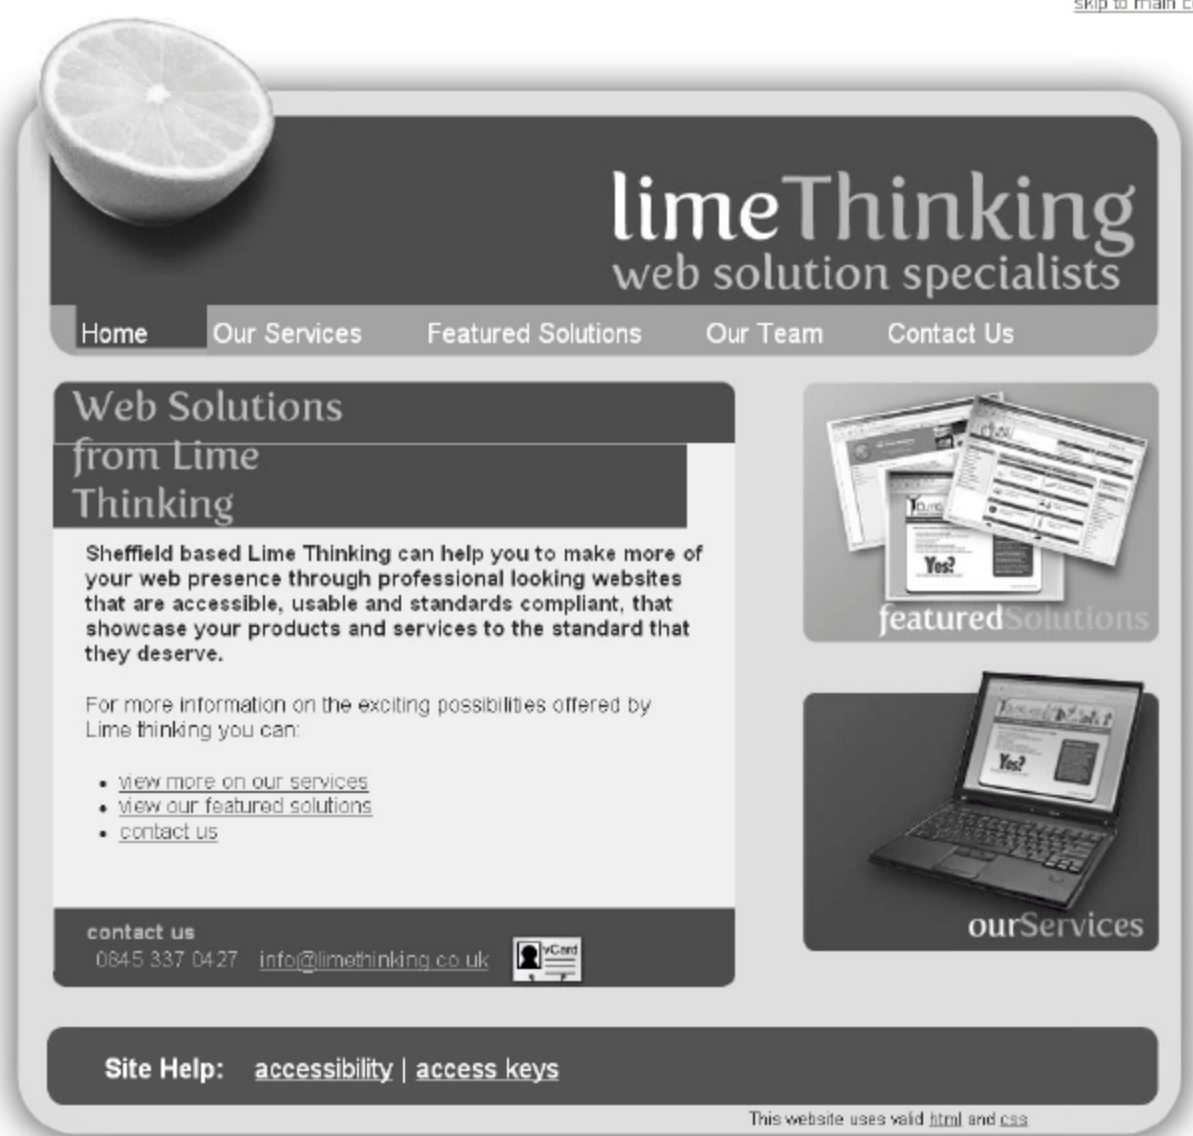 skip to main
limeThinking
web solution specialists
Home Our Services Featured Solutions Our Team Contact Us
Web Solutions
from Lime
Thinking
Sheffield based Lime Thinking can help you to make more of
your web presence through professional looking websites
that are accessible, usable and standards compliant, that
showcase your products and services to the standard that
they deserve.
For more information on the exciting possibilities offered by
Lime thinking you can:
view more on our services
view our featured solutions
contact us
Yes?
featuredSolutions
Yes?
ourServices
contact us
0845 337 0427 info@limethinking.co.uk vCard
Site Help: accessibility | access keys
This website uses valid html and css